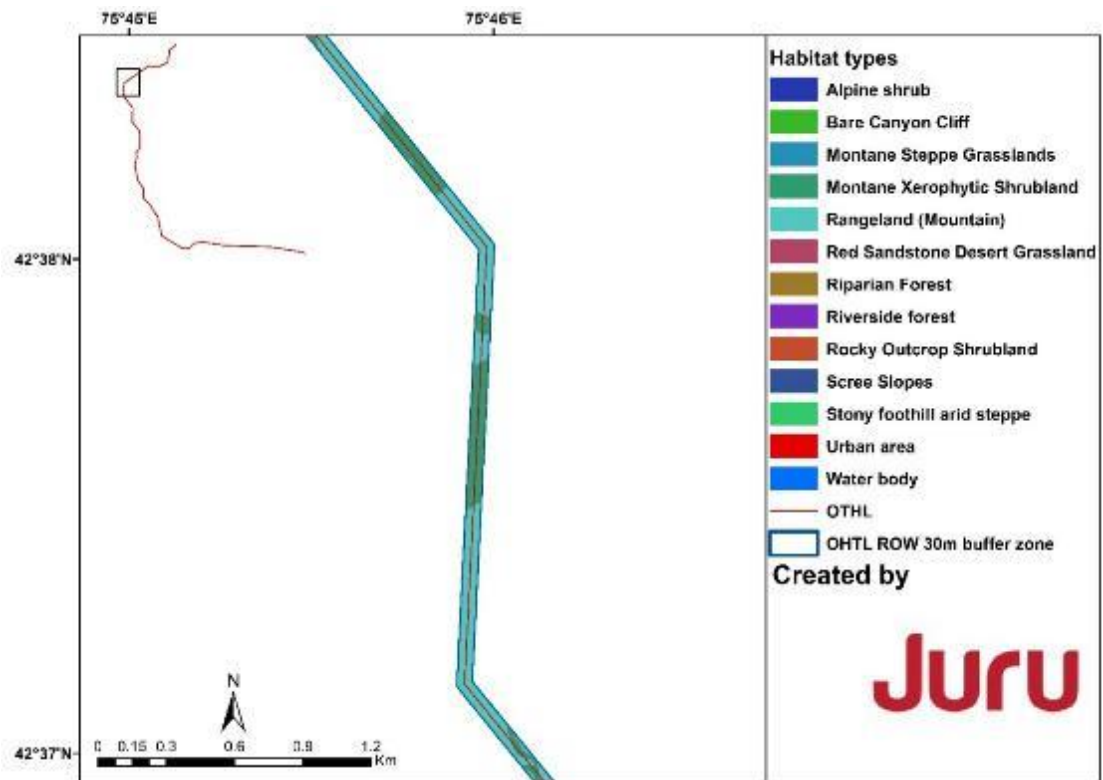 75°45'E 75°46'E
Habitat types
Alpine shrub
Bare Canyon Cliff
Montane Steppe Grasslands
Montane Xerophytic Shrubland
Rangeland (Mountain)
Red Sandstone Desert Grassland
Riparian Forest
Riverside forest
Rocky Outcrop Shrubland
Scree Slopes
Stony foothill arid steppe
Urban area
Water body
OTHL
OHTL ROW 30m buffer zone
Created by
Juru
42°38'N
N
0 0.15 0.3 0.6 0.9 1.2
Km
42°37'N